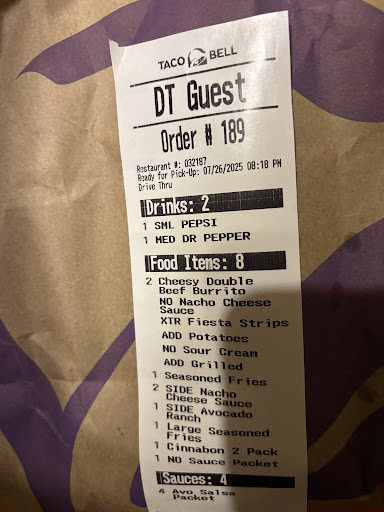 TACO BELL
DT Guest
Order # 189
Restaurant #: 032187
Ready for Pick-Up: 07/26/2025 08:18 PM
Drive Thru
Drinks: 2
1 SML PEPSI
1 MED DR PEPPER
Food Items: 8
2 Cheesy Double
Beef Burrito
NO Nacho Cheese
Sauce
XTR Fiesta Strips
ADD Potatoes
NO Sour Cream
ADD Grilled
1 Seasoned Fries
2 SIDE Nacho
Cheese Sauce
1 SIDE Avocado
Ranch
1 Large Seasoned
Fries
1 Cinnabon 2 Pack
1 NO Sauce Packet
Sauces: 4
4 Avo Salsa
Packet